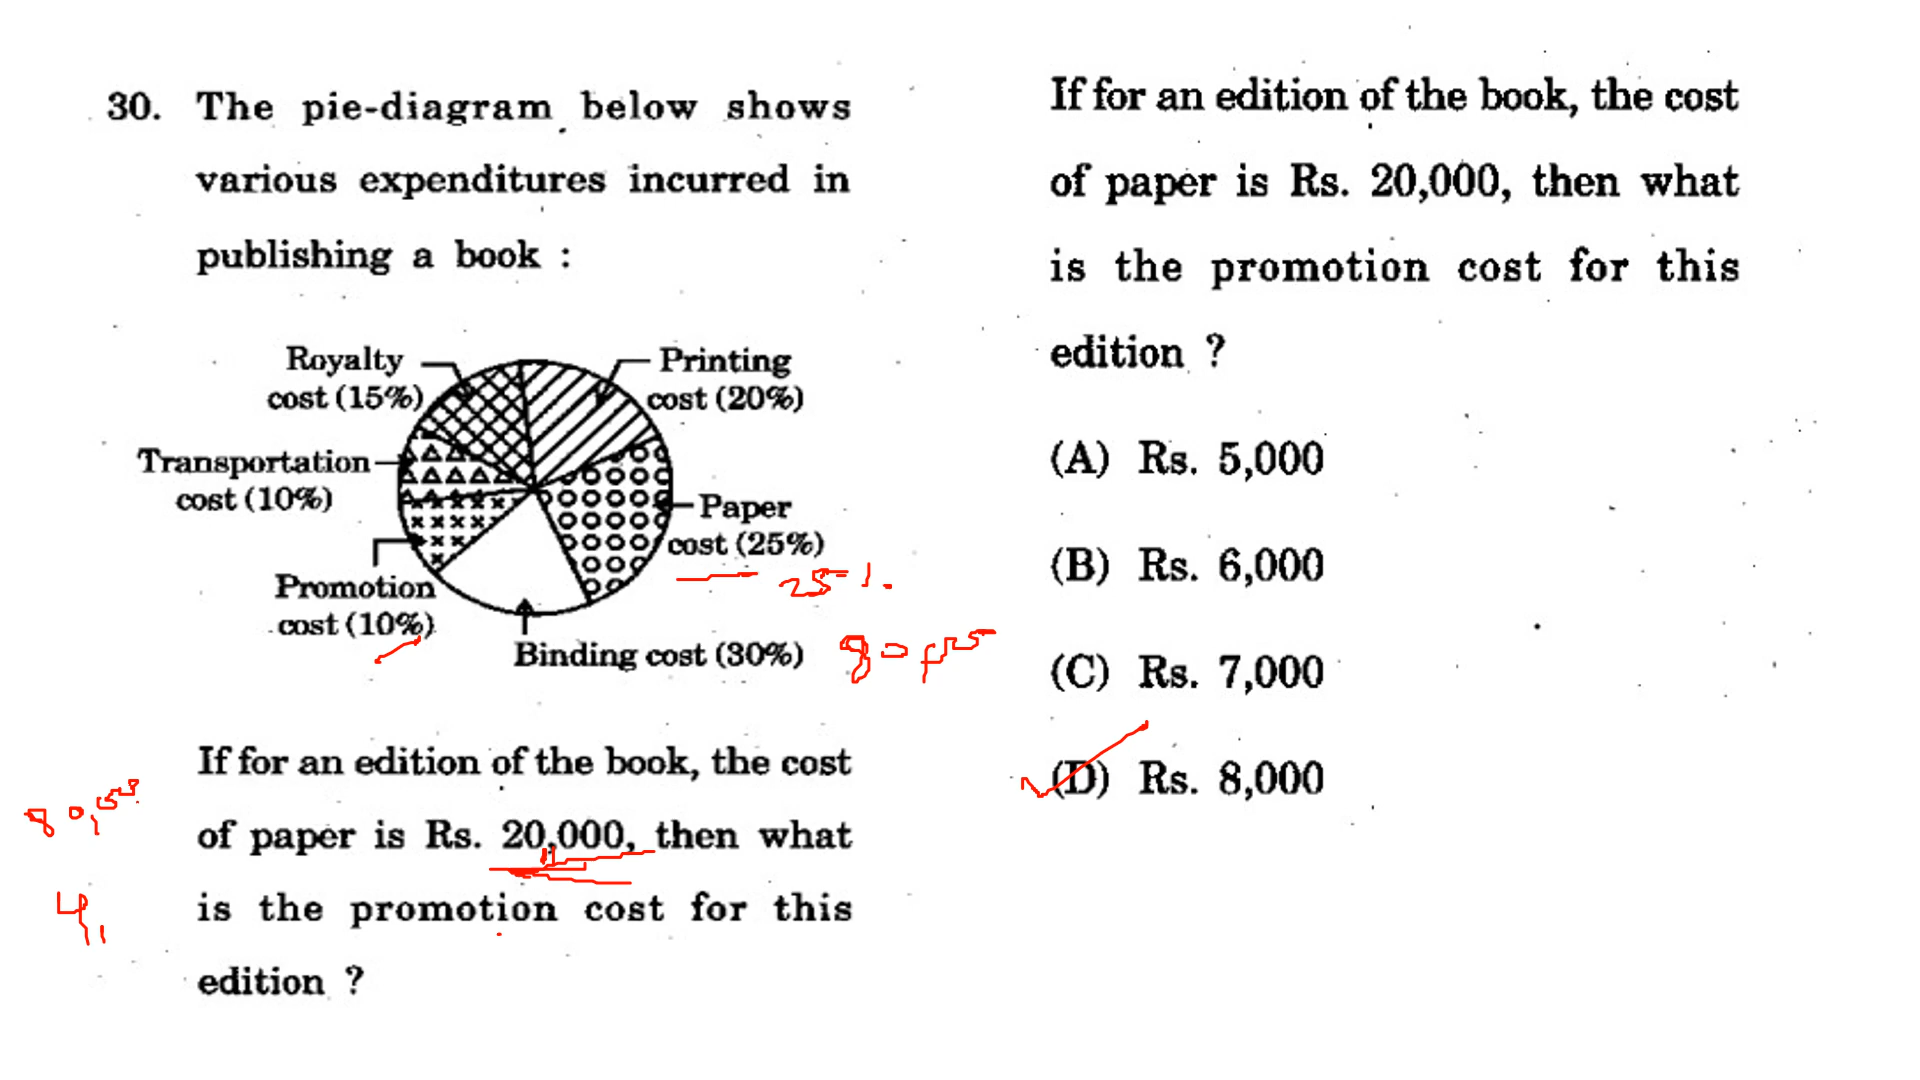 30. The pie-diagram below shows
various expenditures incurred in
publishing a book :
Royalty
cost (15%)
Printing
cost (20%)
Transportation
cost (10%)
Paper
cost (25%)
25%
Promotion
cost (10%)
Binding cost (30%)
If for an edition of the book, the cost
of paper is Rs. 20,000, then what
is the promotion cost for this
edition ?
If for an edition of the book, the cost
of paper is Rs. 20,000, then what
is the promotion cost for this
edition ?
(A) Rs. 5,000
(B) Rs. 6,000
(C) Rs. 7,000
(D) Rs. 8,000